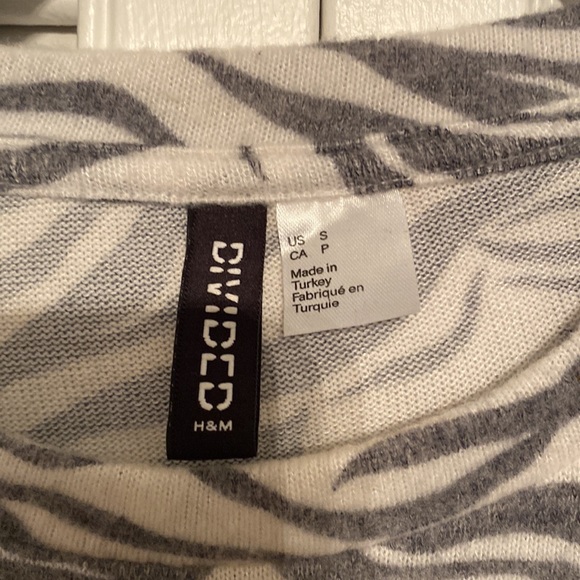 DIVIDED
H&M
US S
CA P
Made in
Turkey
Fabriqué en
Turquie